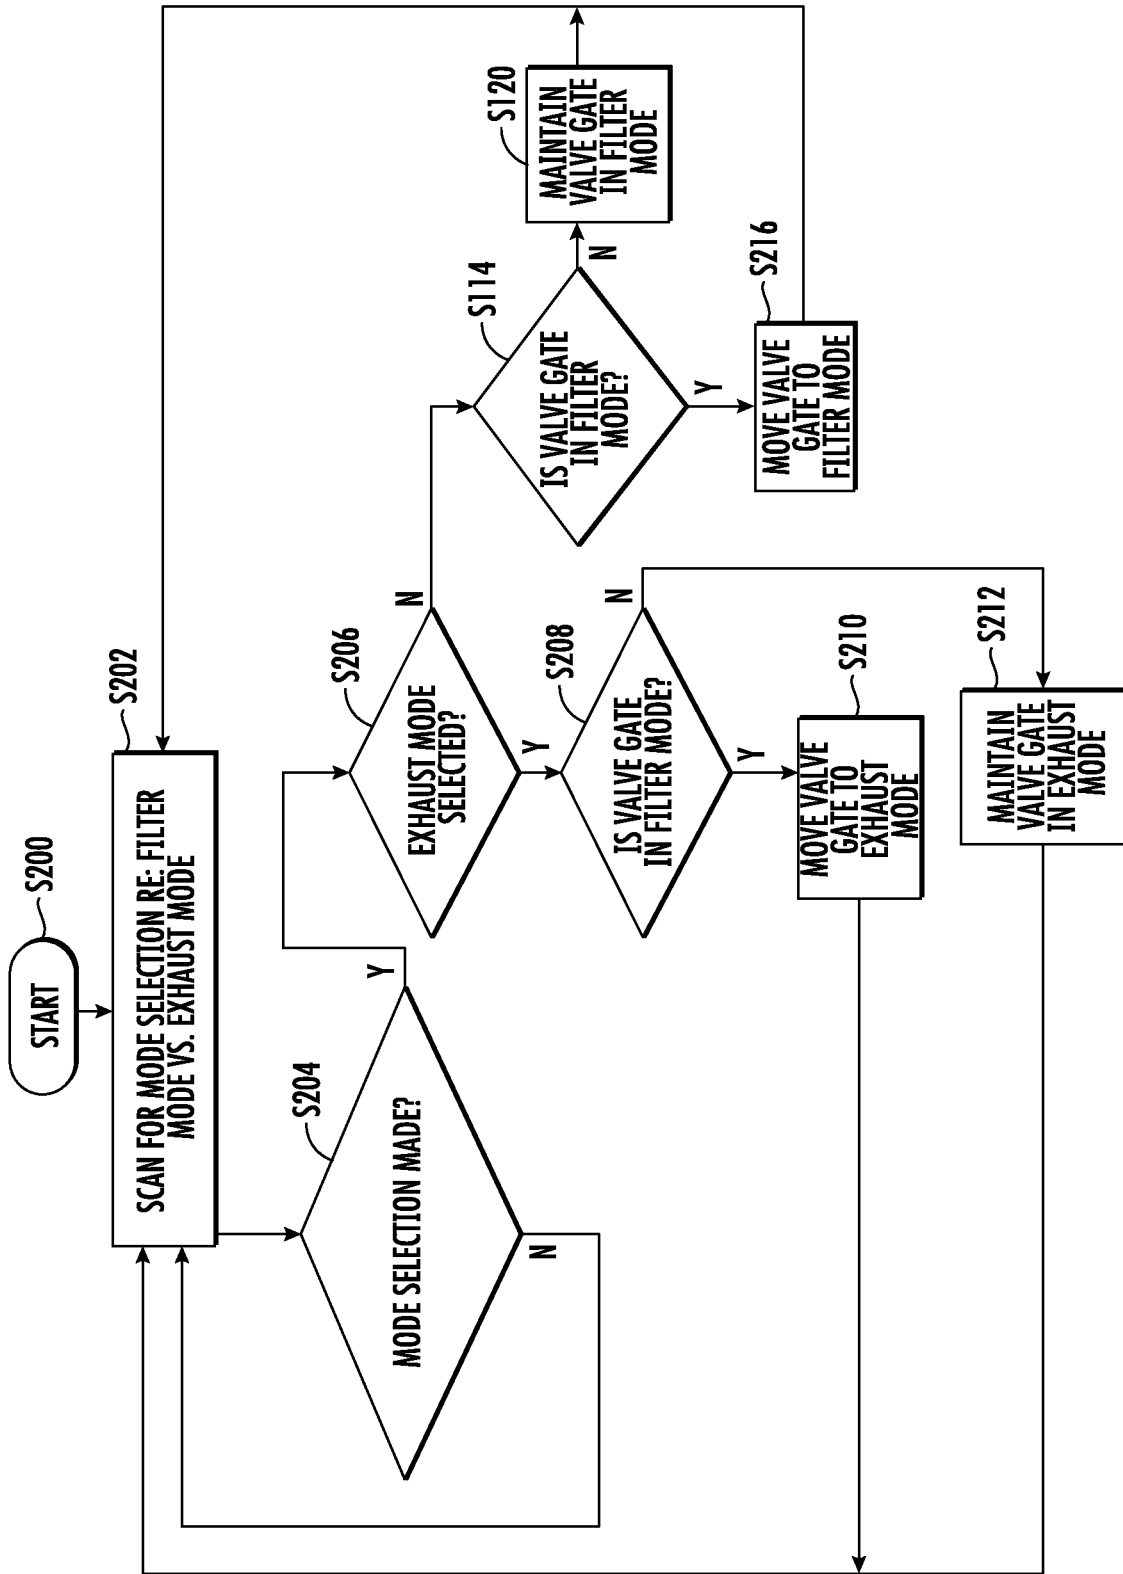 START
S200
SCAN FOR MODE SELECTION RE: FILTER
MODE VS. EXHAUST MODE
S202
MODE SELECTION MADE?
S204
Y
N
EXHAUST MODE
SELECTED?
S206
N
Y
IS VALVE GATE
IN FILTER MODE?
S208
N
Y
MOVE VALVE
GATE TO
EXHAUST
MODE
S210
MAINTAIN
VALVE GATE
IN EXHAUST
MODE
S212
IS VALVE GATE
IN FILTER
MODE?
S114
N
Y
MAINTAIN
VALVE GATE
IN FILTER
MODE
S120
MOVE VALVE
GATE TO
FILTER MODE
S216